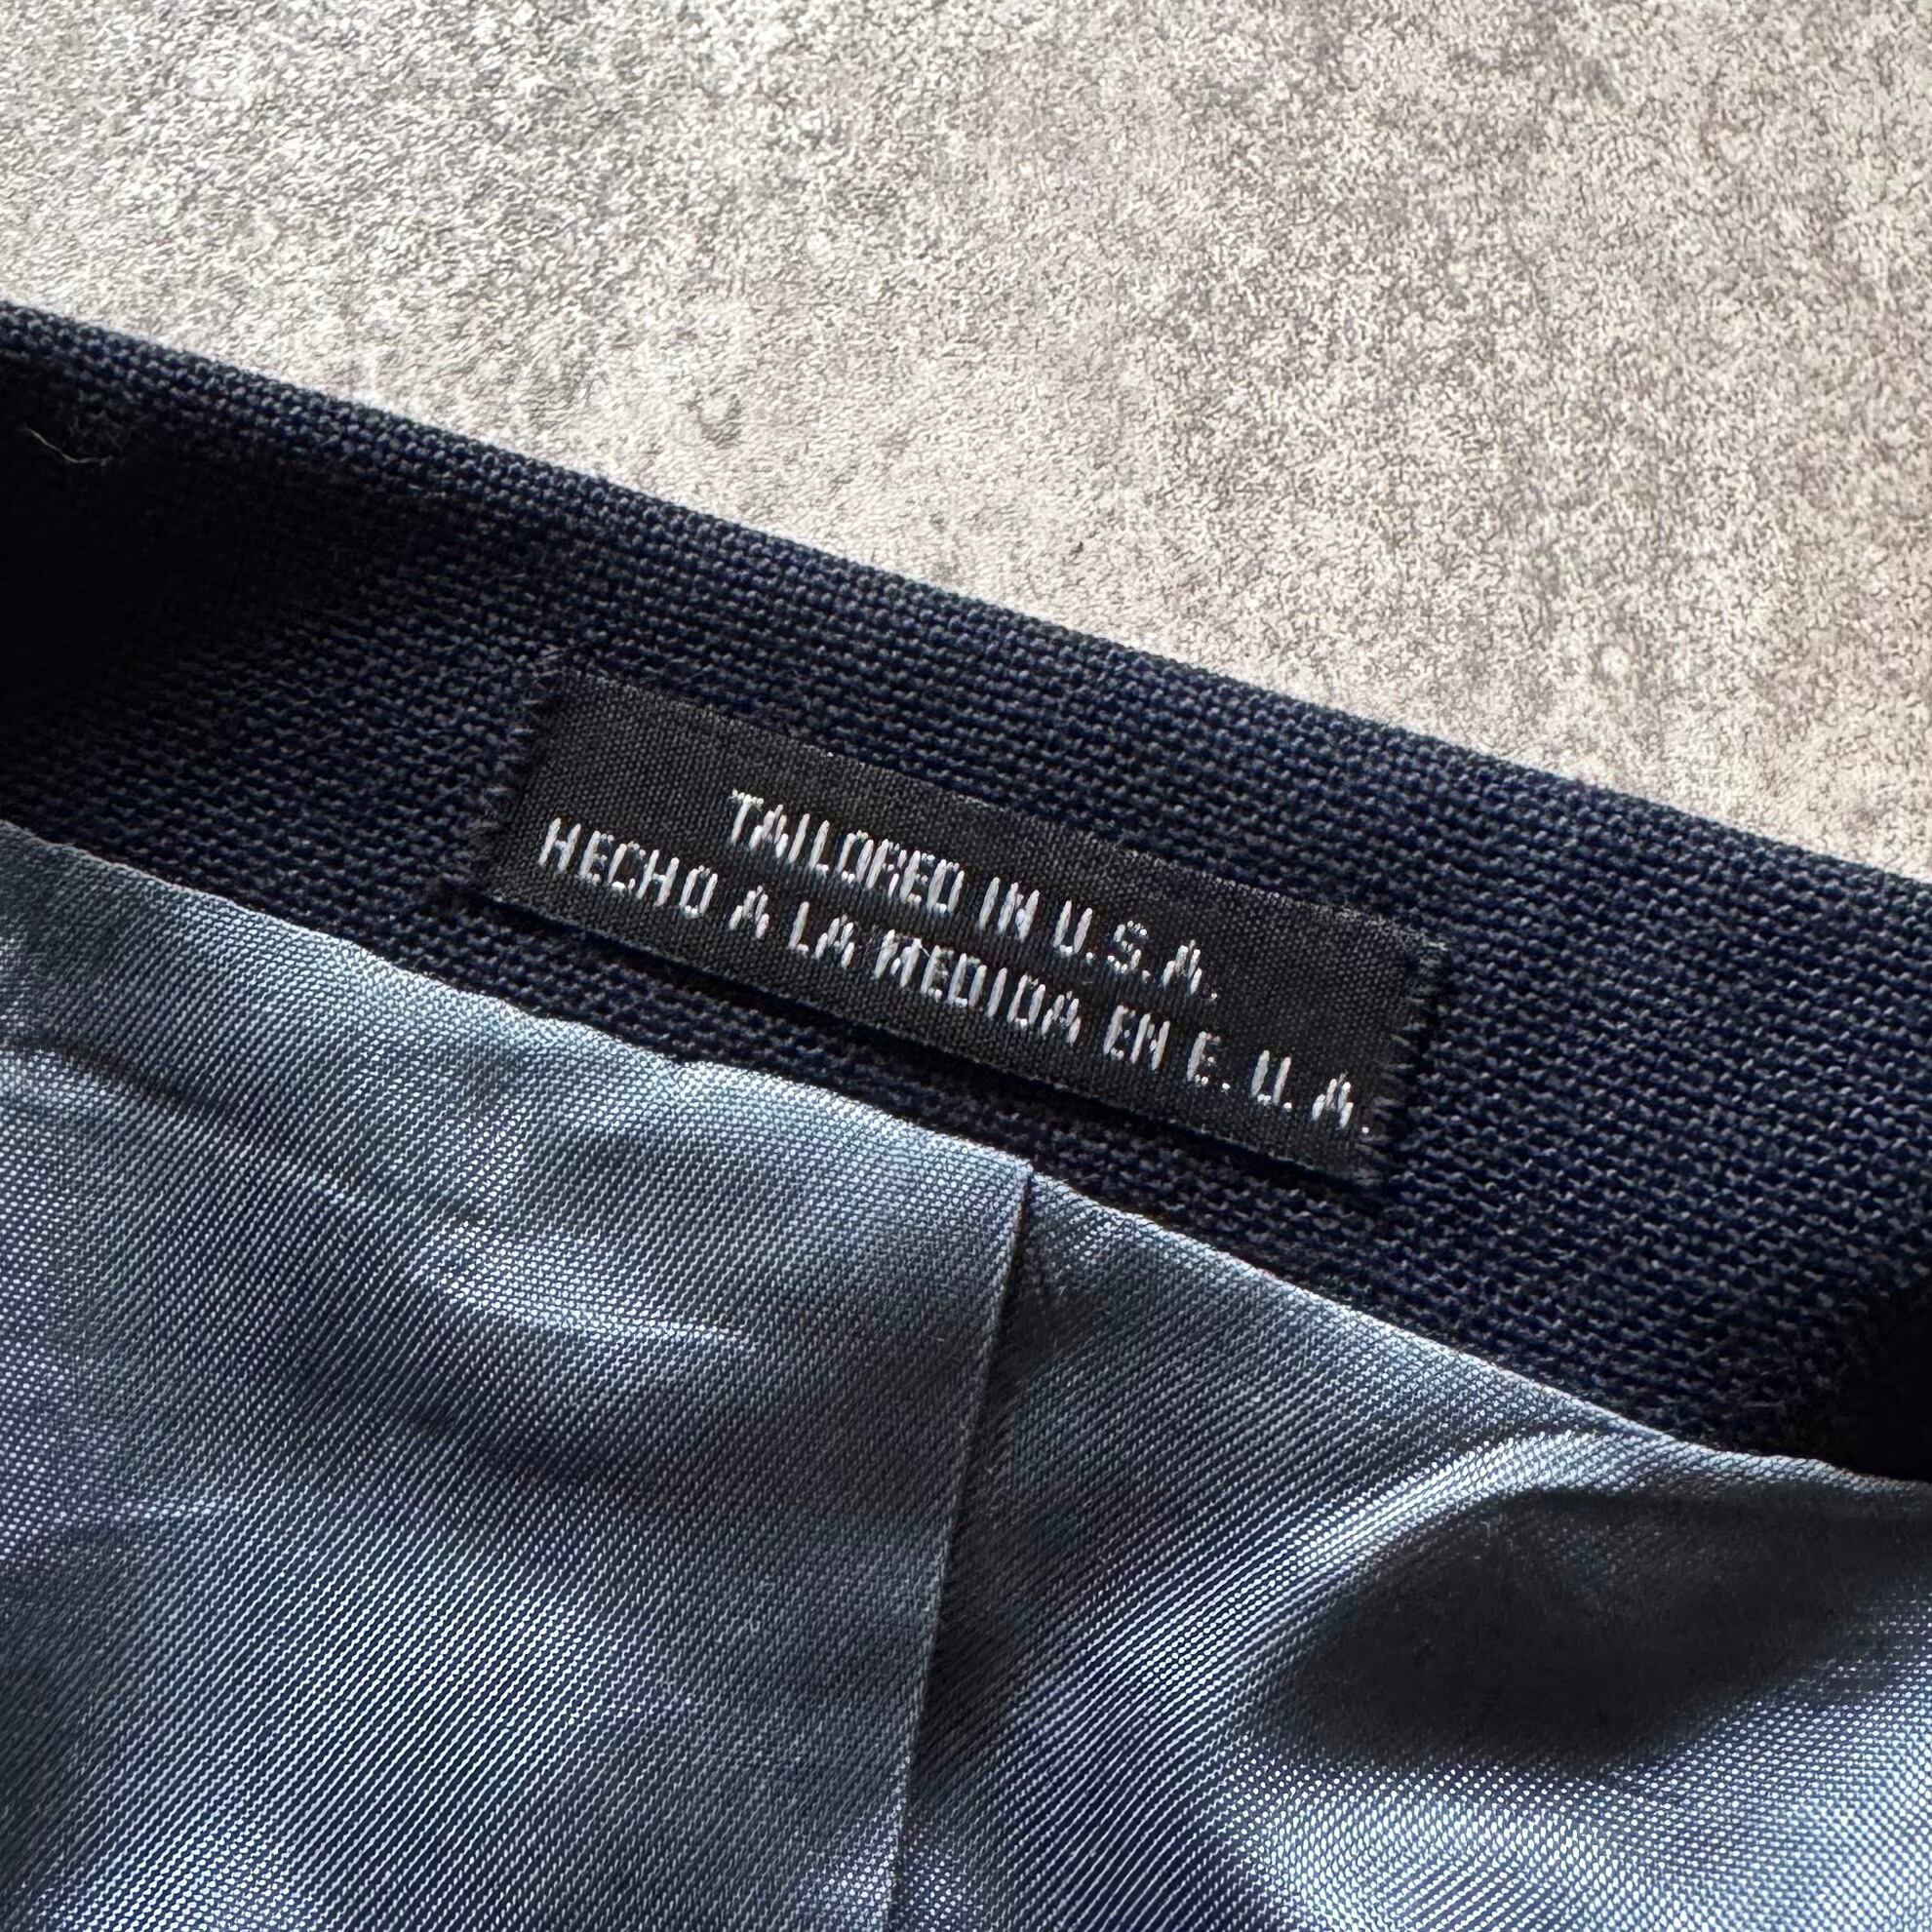 TAILORED IN U.S.A.
HECHO A LA MEDIDA EN E. U. A.